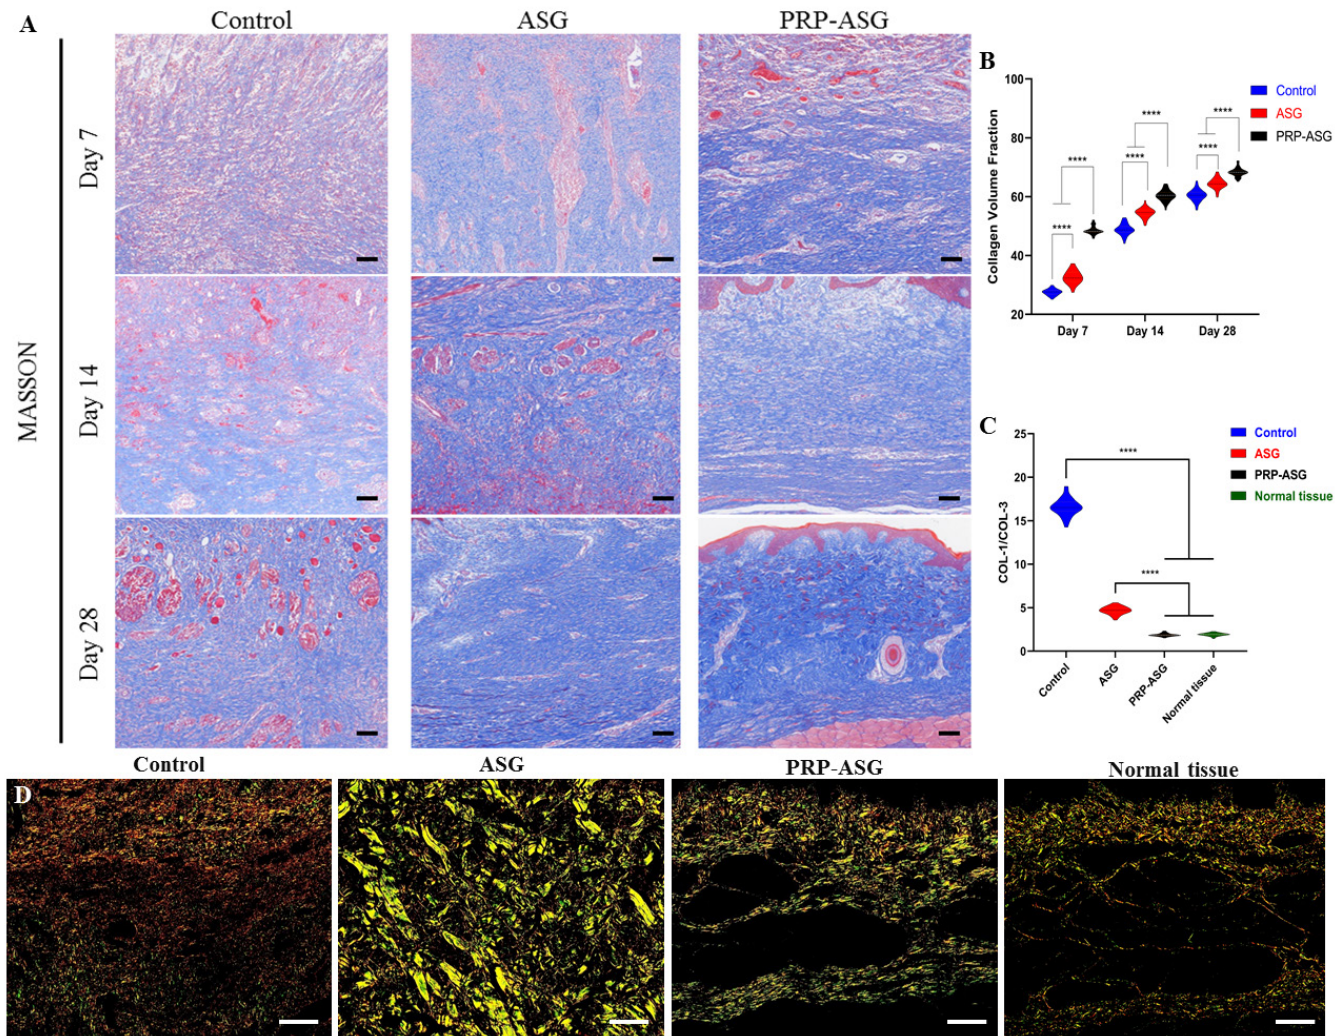 A
Control
ASG
PRP-ASG
MASSON
Day 7
Day 14
Day 28
B
Collagen Volume Fraction
100
80
60
40
20
Day 7
Day 14
Day 28
****
****
****
****
****
****
Control
ASG
PRP-ASG
C
COL-1/COL-3
25
20
15
10
5
0
****
****
Control
ASG
PRP-ASG
Normal tissue
Control
ASG
PRP-ASG
Normal tissue
D
Control
ASG
PRP-ASG
Normal tissue